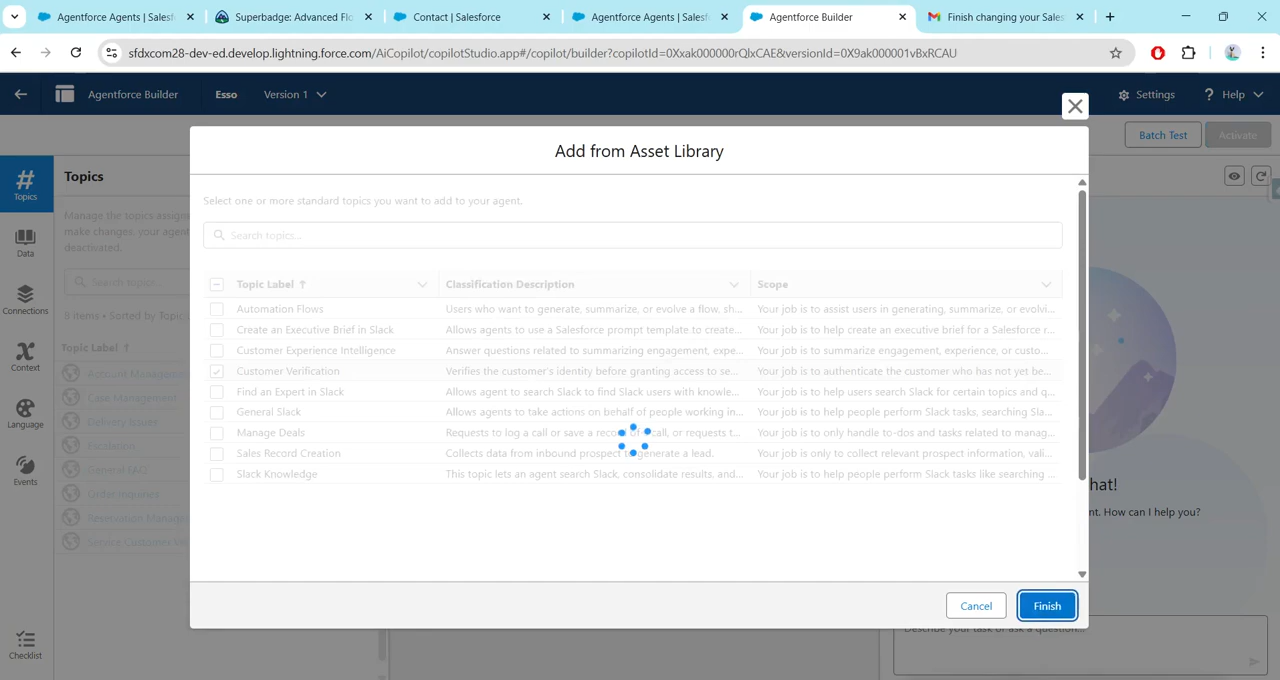 Agentforce Agents | Salesf
Superbadge: Advanced Flo
Contact | Salesforce
Agentforce Agents | Salesf
Agentforce Builder
Finish changing your Sales
sfdxcom28-dev-ed.develop.lightning.force.com/AiCopilot/copilotStudio.app#/copilot/builder?copilotId=0Xxak000000rQlxCAE&versionId=0X9ak000001vBxRCAU
Agentforce Builder
Esso
Version 1
Settings
Help
Batch Test
Activate
Topics
Data
Connections
Context
Language
Events
Checklist
Topics
Manage the topics assign
make changes, your agen
deactivated.
Search topics...
8 items • Sorted by Topic
Topic Label ↑
Account Managemen
Case Management
Delivery Issues
Escalation
General FAQ
Order Inquiries
Reservation Manage
Service Customer
Add from Asset Library
Select one or more standard topics you want to add to your agent.
Search topics...
Topic Label ↑ Classification Description Scope
Automation Flows Users who want to generate, summarize, or evolve a flow, sh... Your job is to assist users in generating, summarize, or evolvi...
Create an Executive Brief in Slack Allows agents to use a Salesforce prompt template to create... Your job is to help create an executive brief for a Salesforce r...
Customer Experience Intelligence Answer questions related to summarizing engagement, expe... Your job is to summarize engagement, experience, or custo...
Customer Verification Verifies the customer's identity before granting access to se... Your job is to authenticate the customer who has not yet be...
Find an Expert in Slack Allows agent to search Slack to find Slack users with knowle... Your job is to help users search Slack for certain topics and q...
General Slack Allows agents to take actions on behalf of people working in... Your job is to help people perform Slack tasks, searching Sla...
Manage Deals Requests to log a call or save a record of a call, or requests t... Your job is to only handle to-dos and tasks related to manag...
Sales Record Creation Collects data from inbound prospect to generate a lead. Your job is only to collect relevant prospect information, vali...
Slack Knowledge This topic lets an agent search Slack, consolidate results, and... Your job is to help people perform Slack tasks like searching ...
Cancel
Finish
hat!
nt. How can I help you?
Describe your task or ask a question...